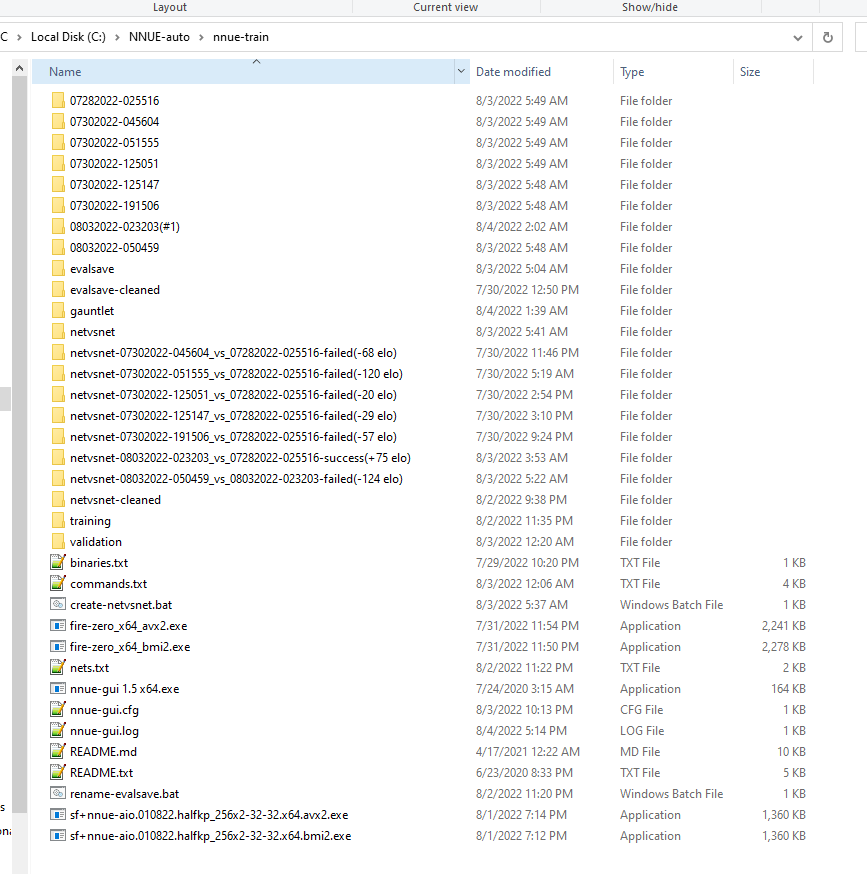 Layout Current view Show/hide
C > Local Disk (C:) > NNUE-auto > nnue-train
Name Date modified Type Size
07282022-025516 8/3/2022 5:49 AM File folder
07302022-045604 8/3/2022 5:49 AM File folder
07302022-051555 8/3/2022 5:49 AM File folder
07302022-125051 8/3/2022 5:49 AM File folder
07302022-125147 8/3/2022 5:48 AM File folder
07302022-191506 8/3/2022 5:48 AM File folder
08032022-023203(#1) 8/4/2022 2:02 AM File folder
08032022-050459 8/3/2022 5:48 AM File folder
evalsave 8/3/2022 5:04 AM File folder
evalsave-cleaned 7/30/2022 12:50 PM File folder
gauntlet 8/4/2022 1:39 AM File folder
netvsnet 8/3/2022 5:41 AM File folder
netvsnet-07302022-045604_vs_07282022-025516-failed(-68 elo) 7/30/2022 11:46 PM File folder
netvsnet-07302022-051555_vs_07282022-025516-failed(-120 elo) 7/30/2022 5:19 AM File folder
netvsnet-07302022-125051_vs_07282022-025516-failed(-20 elo) 7/30/2022 2:54 PM File folder
netvsnet-07302022-125147_vs_07282022-025516-failed(-29 elo) 7/30/2022 3:10 PM File folder
netvsnet-07302022-191506_vs_07282022-025516-failed(-57 elo) 7/30/2022 9:24 PM File folder
netvsnet-08032022-023203_vs_07282022-025516-success(+75 elo) 8/3/2022 3:53 AM File folder
netvsnet-08032022-050459_vs_08032022-023203-failed(-124 elo) 8/3/2022 5:22 AM File folder
netvsnet-cleaned 8/2/2022 9:38 PM File folder
training 8/2/2022 11:35 PM File folder
validation 8/3/2022 12:20 AM File folder
binaries.txt 7/29/2022 10:20 PM TXT File 1 KB
commands.txt 8/3/2022 12:06 AM TXT File 4 KB
create-netvsnet.bat 8/3/2022 5:37 AM Windows Batch File 1 KB
fire-zero_x64_avx2.exe 7/31/2022 11:54 PM Application 2,241 KB
fire-zero_x64_bmi2.exe 7/31/2022 11:50 PM Application 2,278 KB
nets.txt 8/2/2022 11:22 PM TXT File 2 KB
nnue-gui 1.5 x64.exe 7/24/2020 3:15 AM Application 164 KB
nnue-gui.cfg 8/3/2022 10:13 PM CFG File 1 KB
nnue-gui.log 8/4/2022 5:14 PM LOG File 1 KB
README.md 4/17/2021 12:22 AM MD File 10 KB
README.txt 6/23/2020 8:33 PM TXT File 5 KB
rename-evalsave.bat 8/2/2022 11:20 PM Windows Batch File 1 KB
sf+nnue-aio.010822.halfkp_256x2-32-32.x64.avx2.exe 8/1/2022 7:14 PM Application 1,360 KB
sf+nnue-aio.010822.halfkp_256x2-32-32.x64.bmi2.exe 8/1/2022 7:12 PM Application 1,360 KB